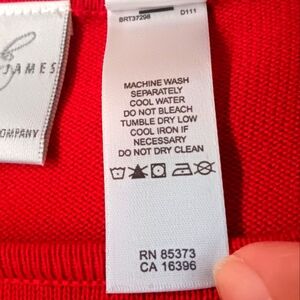 JAMES
COMPANY
BRT37298 D111
MACHINE WASH
SEPARATELY
COOL WATER
DO NOT BLEACH
TUMBLE DRY LOW
COOL IRON IF
NECESSARY
DO NOT DRY CLEAN
RN 85373
CA 16396